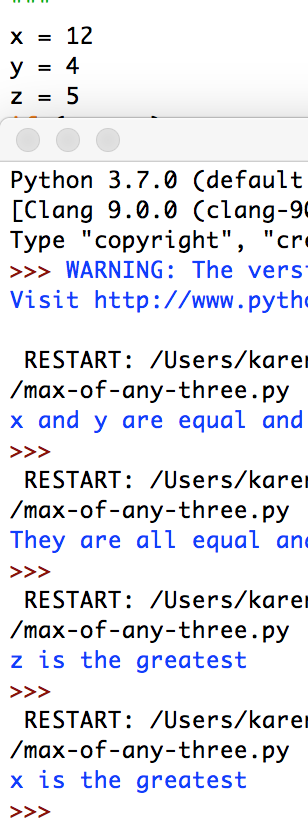 x = 12
y = 4
z = 5
Python 3.7.0 (default
[Clang 9.0.0 (clang-90
Type "copyright", "cre
>>> WARNING: The vers
Visit http://www.pytho
RESTART: /Users/karen
/max-of-any-three.py
x and y are equal and
>>>
RESTART: /Users/karen
/max-of-any-three.py
They are all equal and
>>>
RESTART: /Users/karen
/max-of-any-three.py
z is the greatest
>>>
RESTART: /Users/karen
/max-of-any-three.py
x is the greatest
>>>